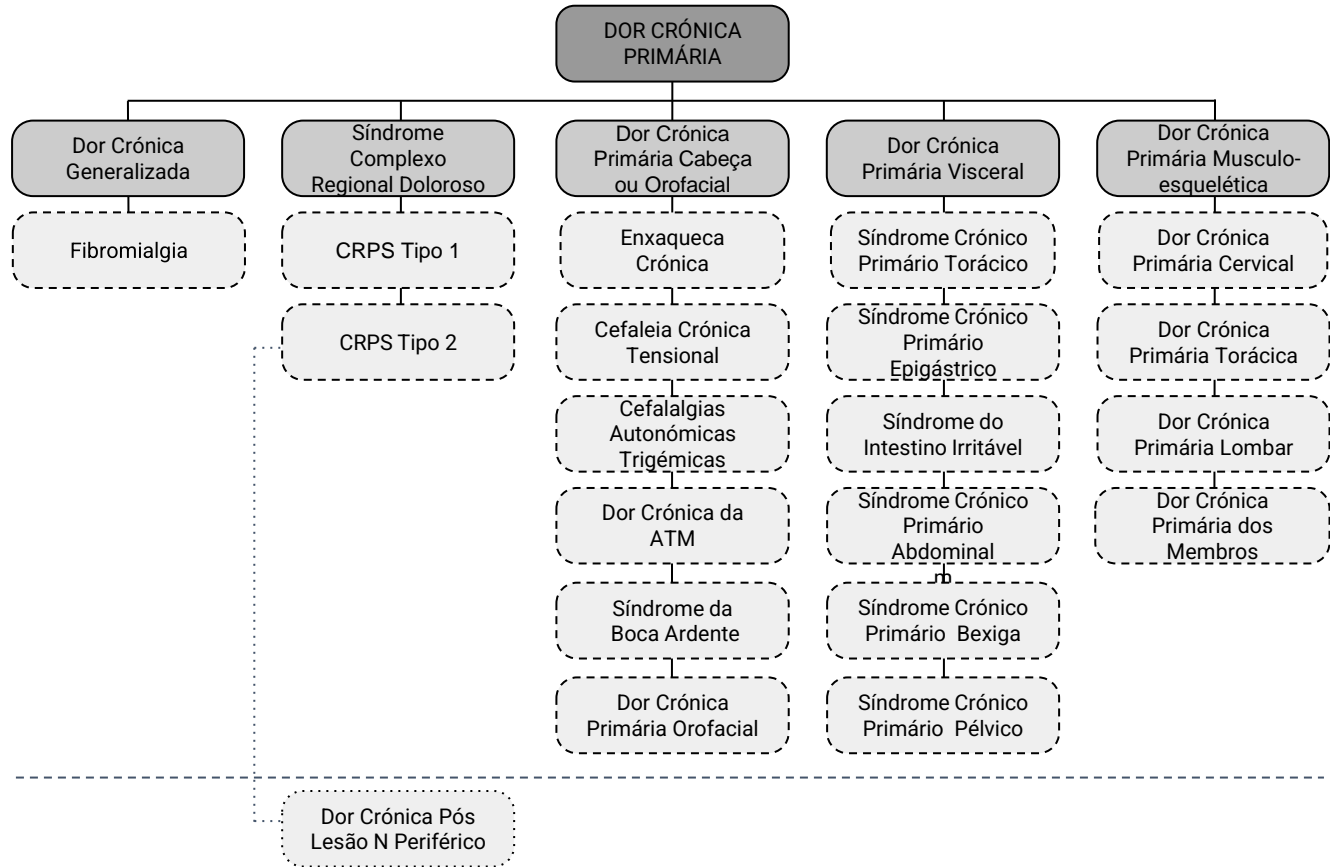 DOR CRÓNICA
PRIMÁRIA
Dor Crónica
Generalizada
Síndrome
Complexo
Regional Doloroso
Dor Crónica
Primária Cabeça
ou Orofacial
Dor Crónica
Primária Visceral
Dor Crónica
Primária Musculo-
esquelética
Fibromialgia
CRPS Tipo 1
CRPS Tipo 2
Enxaqueca
Crónica
Cefaleia Crónica
Tensional
Cefalalgias
Autonómicas
Trigémicas
Dor Crónica da
ATM
Síndrome da
Boca Ardente
Dor Crónica
Primária Orofacial
Síndrome Crónico
Primário Torácico
Síndrome Crónico
Primário
Epigástrico
Síndrome do
Intestino Irritável
Síndrome Crónico
Primário
Abdominal
Síndrome Crónico
Primário Bexiga
Síndrome Crónico
Primário Pélvico
Dor Crónica
Primária Cervical
Dor Crónica
Primária Torácica
Dor Crónica
Primária Lombar
Dor Crónica
Primária dos
Membros
Dor Crónica Pós
Lesão N Periférico